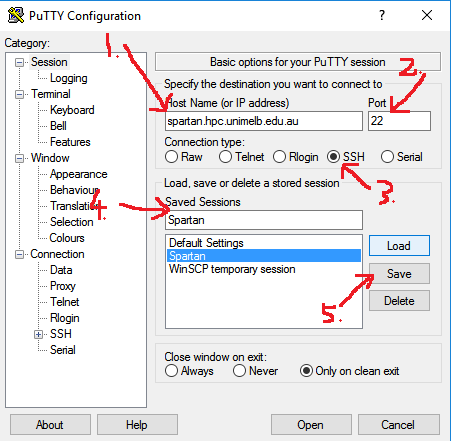 PuTTY Configuration
? ×
Category:
Session
Logging
Terminal
Keyboard
Bell
Features
Window
Appearance
Behaviour
Translation
Selection
Colours
Connection
Data
Proxy
Telnet
Rlogin
SSH
Serial
Basic options for your PuTTY session
Specify the destination you want to connect to
1. 2.
Host Name (or IP address) Port
spartan.hpc.unimelb.edu.au 22
Connection type:
Raw Telnet Rlogin SSH Serial
3.
Load, save or delete a stored session
4. Saved Sessions
Spartan
Default Settings
Spartan
WinSCP temporary session
Load
Save
5.
Delete
Close window on exit:
Always Never Only on clean exit
About Help Open Cancel